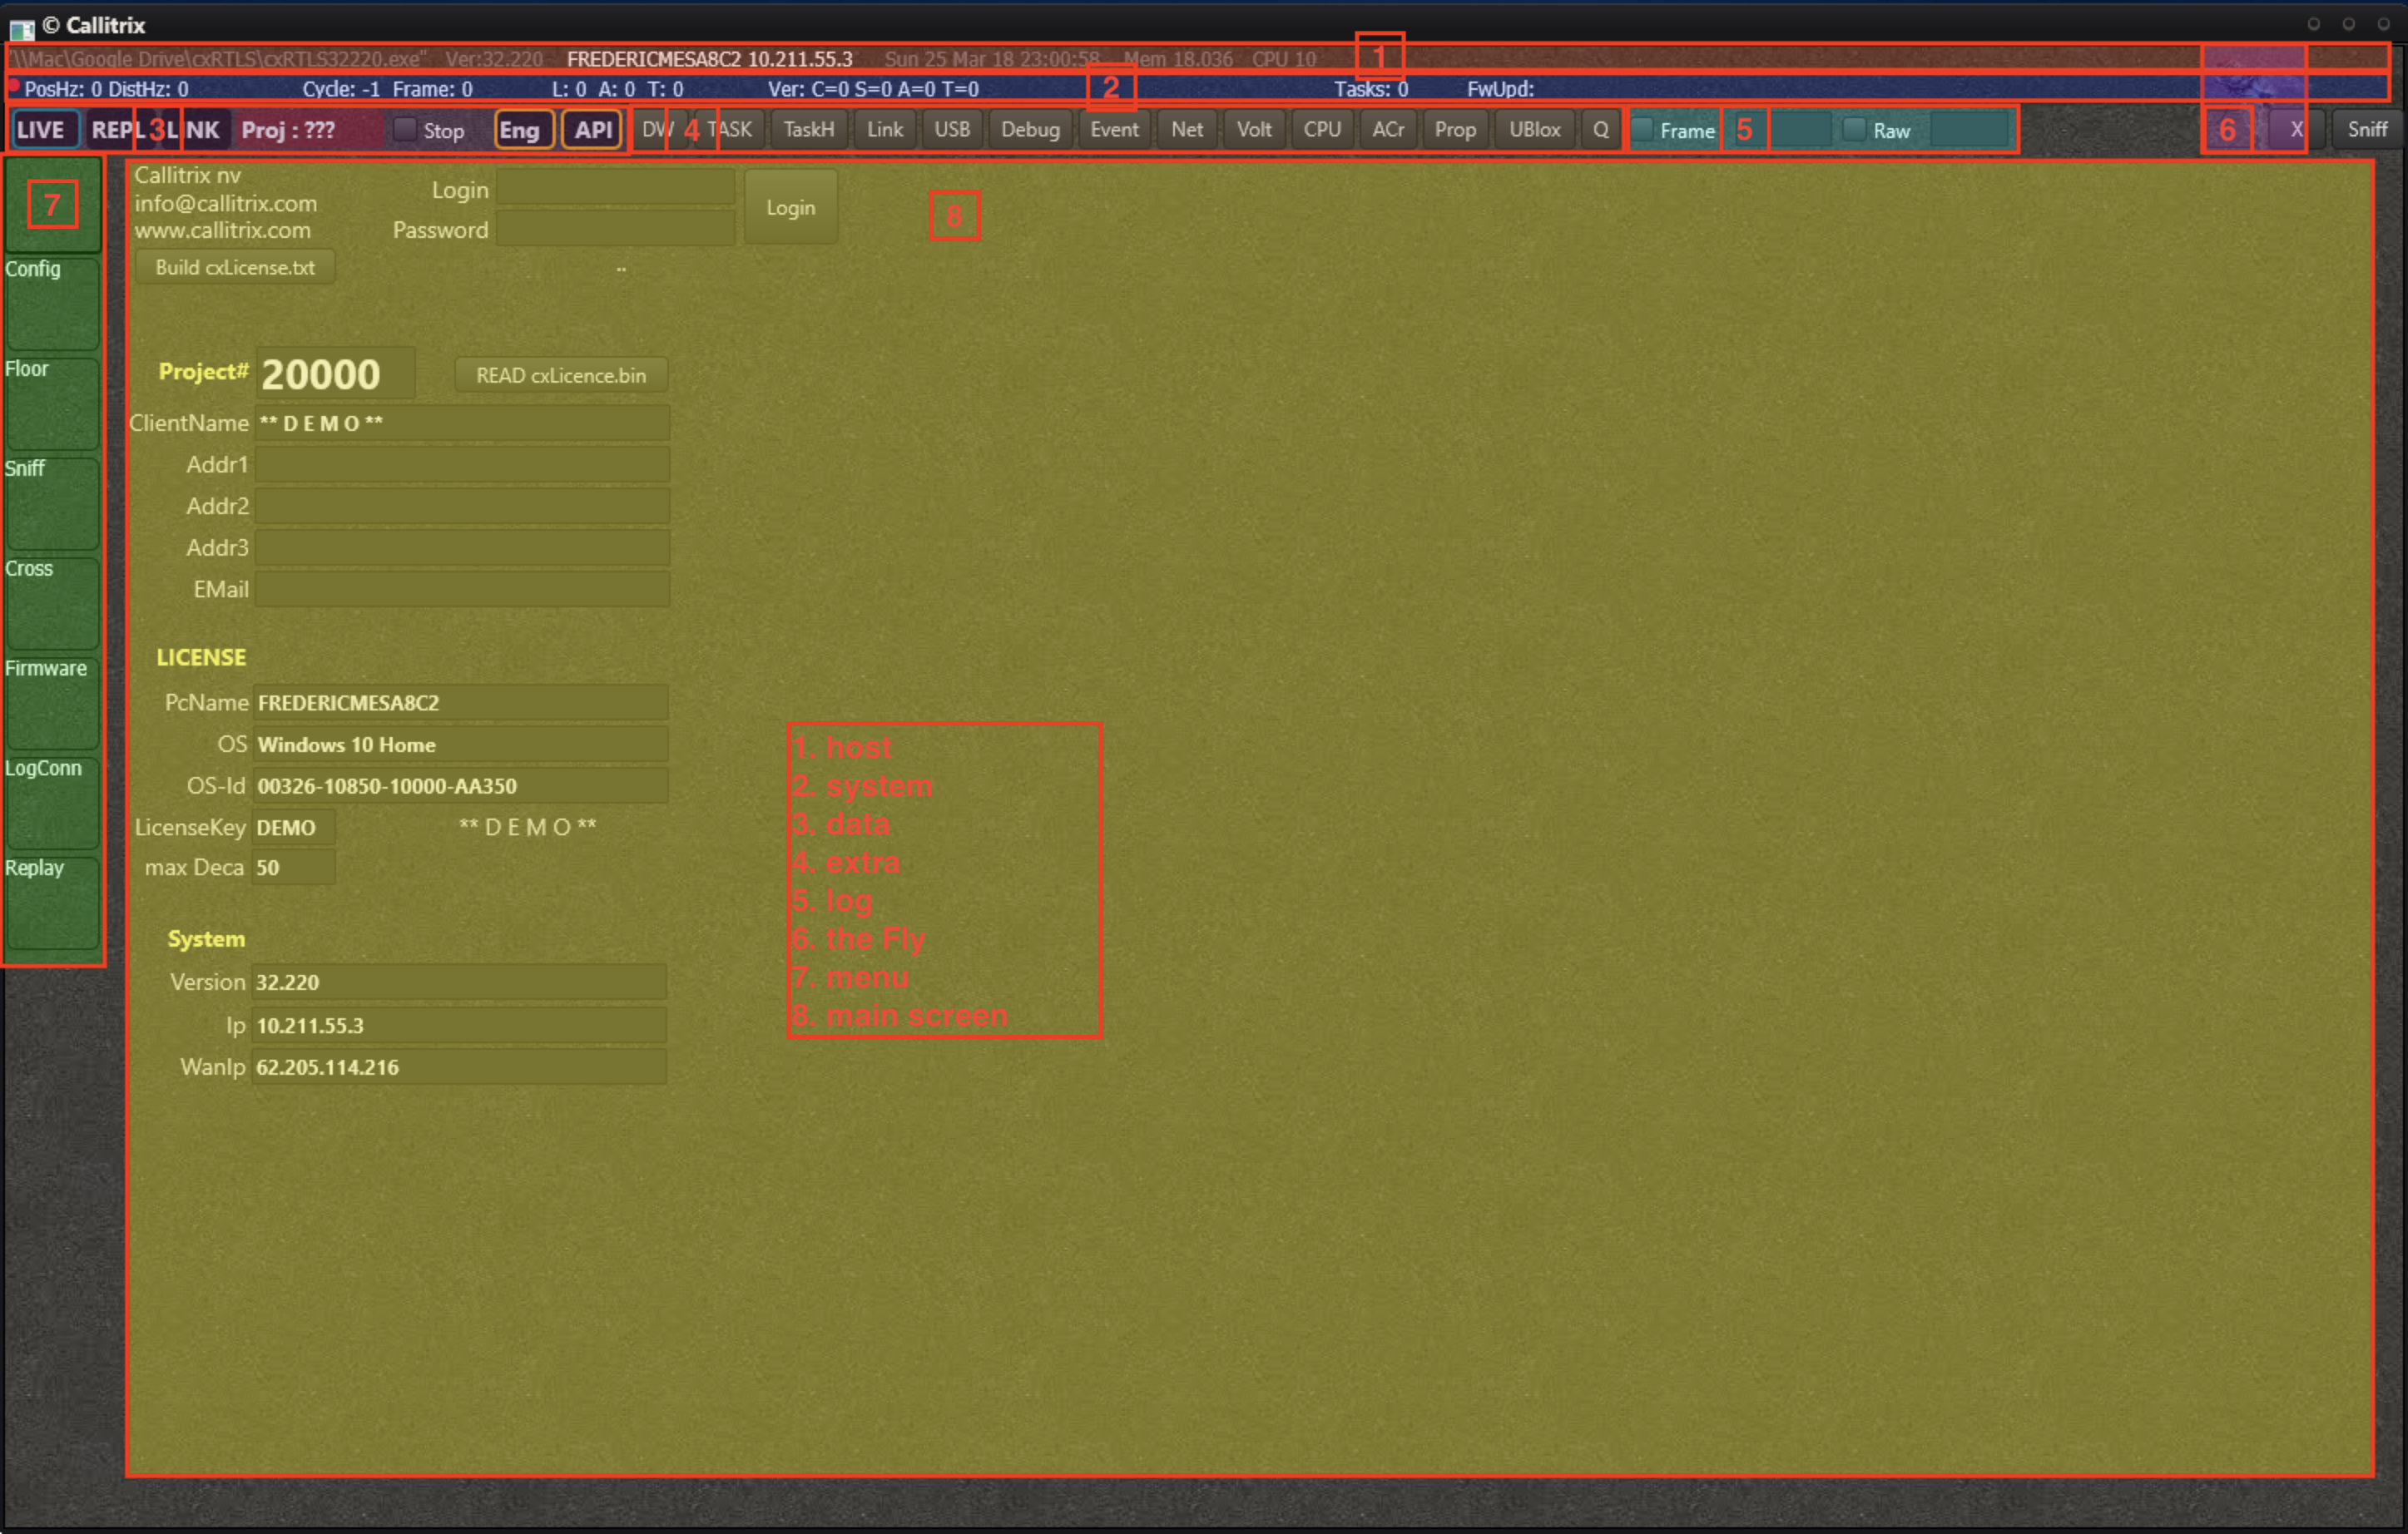 © Callitrix
"\\Mac\Google Drive\cxRTLS\cxRTLS32220.exe" Ver:32.220 FREDERICMESA8C2 10.211.55.3 Sun 25 Mar 18 23:00:58 Mem 18.036 CPU 10 1
PosHz: 0 DistHz: 0 Cycle: -1 Frame: 0 L: 0 A: 0 T: 0 Ver: C=0 S=0 A=0 T=0 2 Tasks: 0 FwUpd:
LIVE REPL 3 LINK Proj : ??? Stop Eng API DW 4 TASK TaskH Link USB Debug Event Net Volt CPU ACr Prop UBlox Q Frame 5 Raw 6 X Sniff
7
Config
Floor
Sniff
Cross
Firmware
LogConn
Replay
Callitrix nv
info@callitrix.com
www.callitrix.com
Login
Password
Login
8
Build cxLicense.txt ..
Project# 20000 READ cxLicence.bin
ClientName ** D E M O **
Addr1
Addr2
Addr3
EMail
LICENSE
PcName FREDERICMESA8C2
OS Windows 10 Home
OS-Id 00326-10850-10000-AA350
LicenseKey DEMO ** D E M O **
max Deca 50
System
Version 32.220
Ip 10.211.55.3
WanIp 62.205.114.216
1. host
2. system
3. data
4. extra
5. log
6. the Fly
7. menu
8. main screen